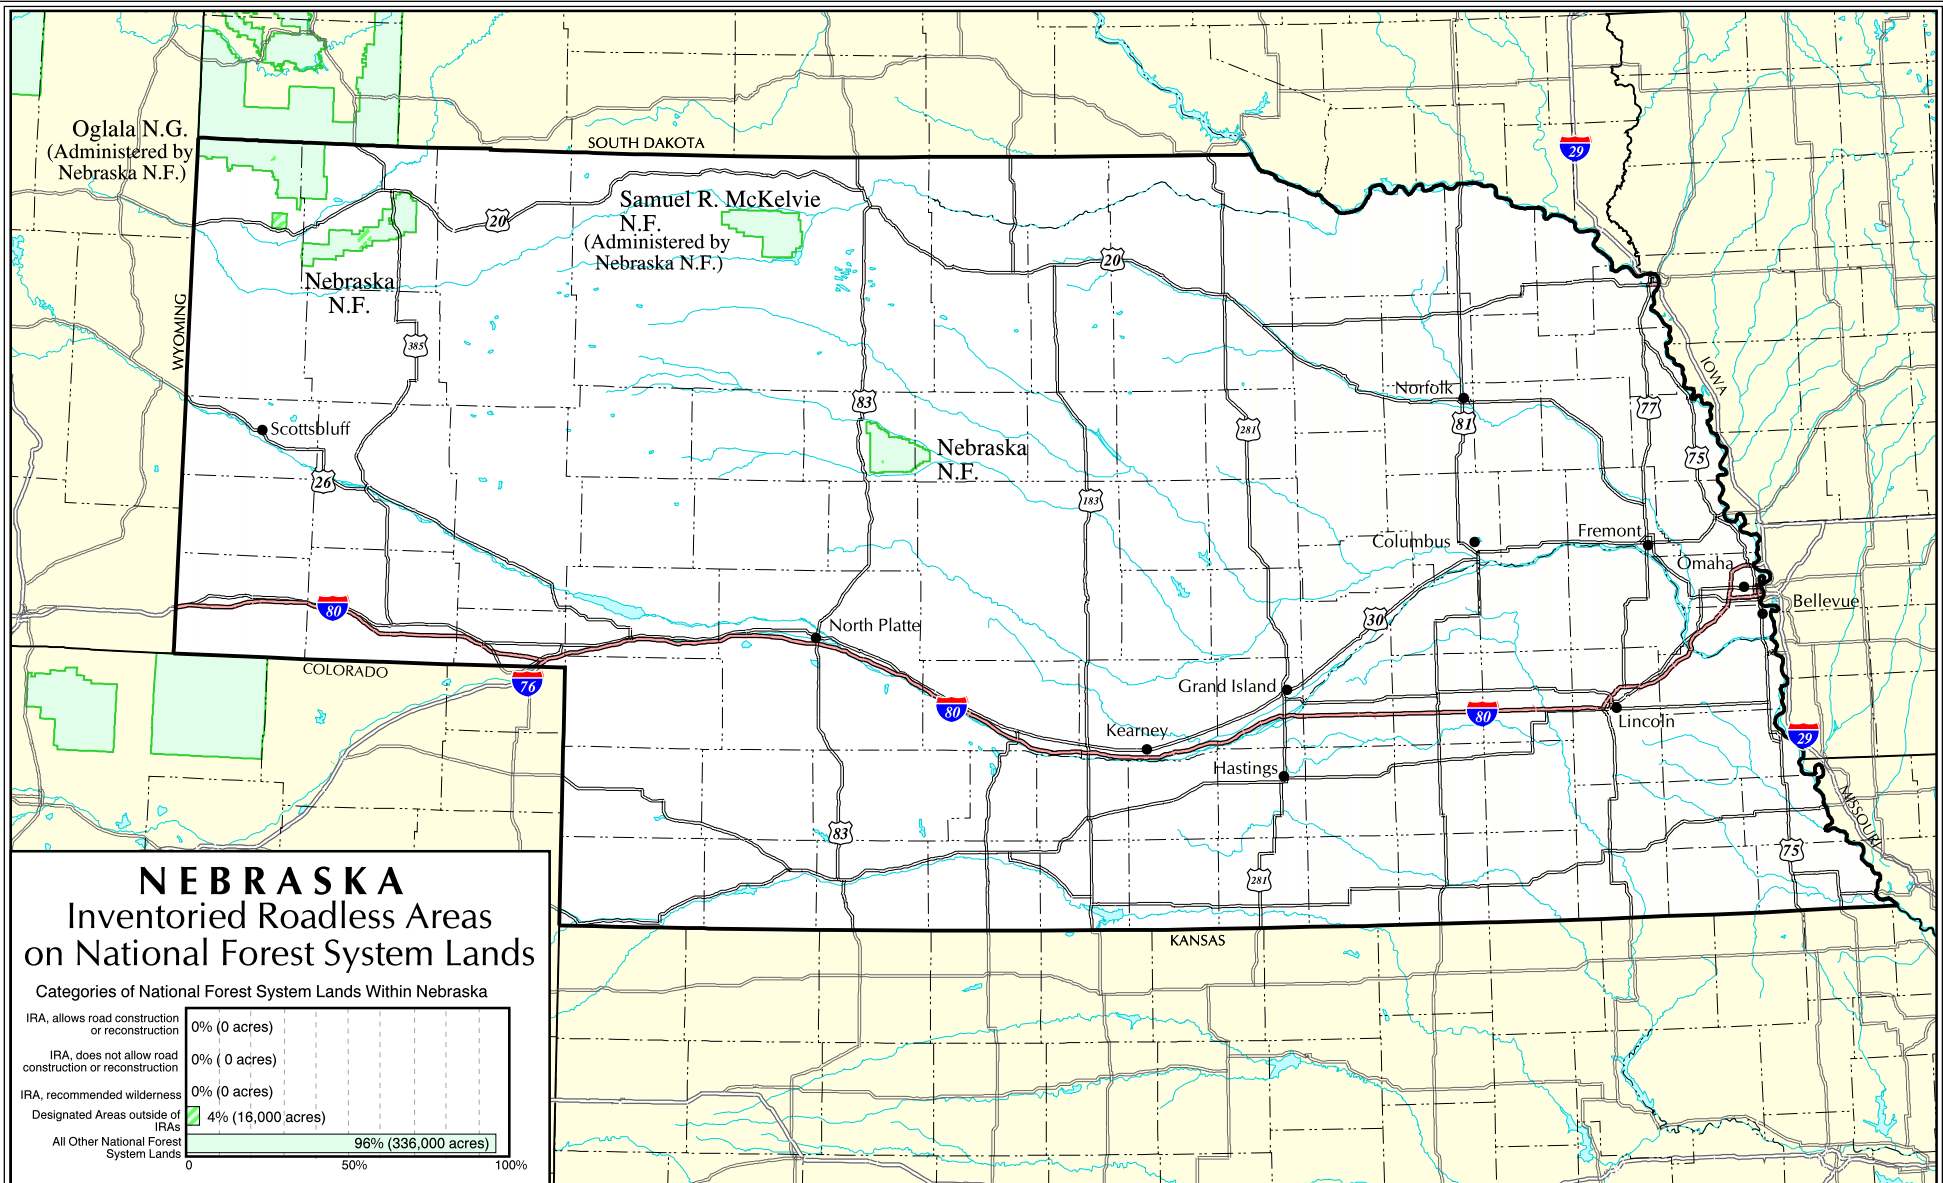 Oglala N.G.
(Administered by
Nebraska N.F.)
SOUTH DAKOTA
29
Samuel R. McKelvie
N.F.
(Administered by
Nebraska N.F.)
20
20
Nebraska
N.F.
WYOMING
385
IOWA
Norfolk
83
77
81
281
75
Scottsbluff
Nebraska
N.F.
26
183
Columbus
Fremont
Omaha
80
Bellevue
North Platte
30
COLORADO
76
Grand Island
80
80
Lincoln
Kearney
29
Hastings
MISSOURI
83
75
281
KANSAS
NEBRASKA
Inventoried Roadless Areas
on National Forest System Lands
Categories of National Forest System Lands Within Nebraska
IRA, allows road construction
or reconstruction
0% (0 acres)
IRA, does not allow road
construction or reconstruction
0% ( 0 acres)
IRA, recommended wilderness
0% (0 acres)
Designated Areas outside of
IRAs
4% (16,000 acres)
All Other National Forest
System Lands
96% (336,000 acres)
0 50% 100%